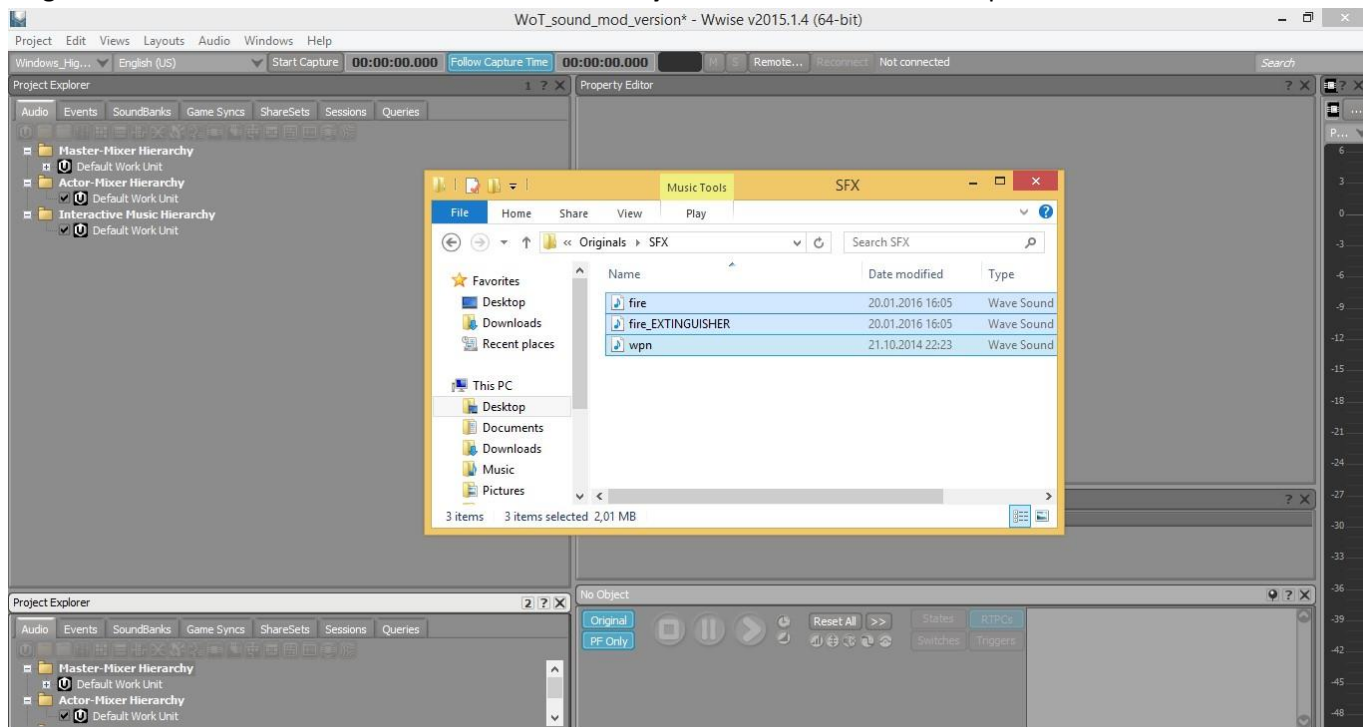 WoT_sound_mod_version* - Wwise v2015.1.4 (64-bit)
Project Edit Views Layouts Audio Windows Help
Windows_Hig... English (US) Start Capture 00:00:00.000 Follow Capture Time 00:00:00.000 M S Remote... Reconnect Not connected Search
Project Explorer 1 ? X
Property Editor ? X
? X
Audio Events SoundBanks Game Syncs ShareSets Sessions Queries
Master-Mixer Hierarchy
Default Work Unit
Actor-Mixer Hierarchy
Default Work Unit
Interactive Music Hierarchy
Default Work Unit
Music Tools SFX
File Home Share View Play
« Originals SFX Search SFX
Favorites
Desktop
Downloads
Recent places
This PC
Desktop
Documents
Downloads
Music
Pictures
Name Date modified Type
fire 20.01.2016 16:05 Wave Sound
fire_EXTINGUISHER 20.01.2016 16:05 Wave Sound
wpn 21.10.2014 22:23 Wave Sound
3 items 3 items selected 2,01 MB
? X
P...
6
3
0
-3
-6
-9
-12
-15
-18
-21
-24
-27
-30
-33
-36
-39
-42
-45
-48
Project Explorer 2 ? X
Audio Events SoundBanks Game Syncs ShareSets Sessions Queries
Master-Mixer Hierarchy
Default Work Unit
Actor-Mixer Hierarchy
Default Work Unit
No Object ? X
Original Reset All >> States RTPCs
PF Only Switches Triggers